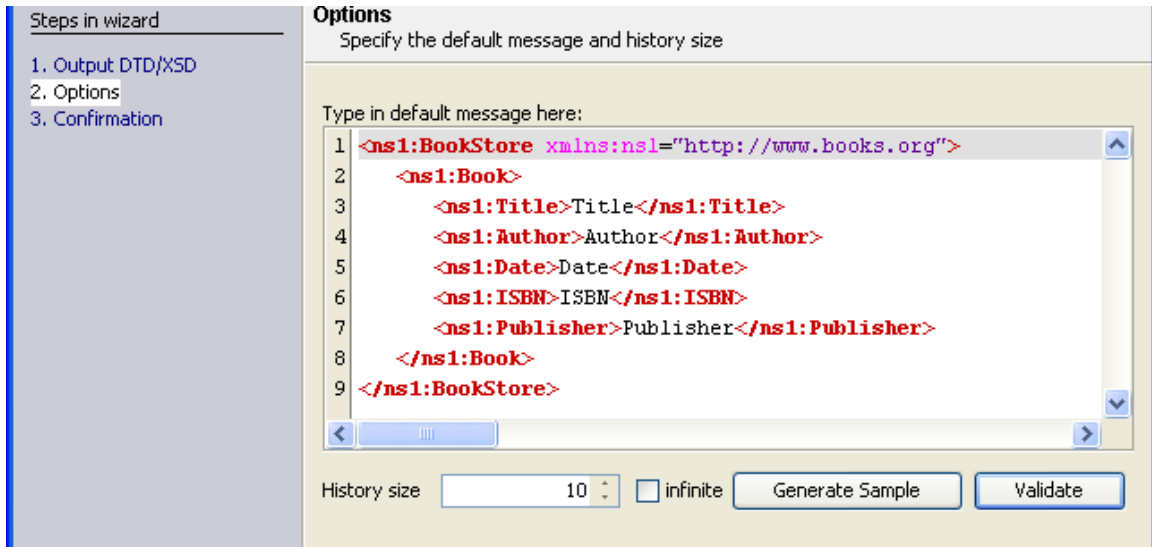 Steps in wizard
1. Output DTD/XSD
2. Options
3. Confirmation
Options
Specify the default message and history size
Type in default message here:
1 <ns1:BookStore xmlns:nsl="http://www.books.org">
2 <ns1:Book>
3 <ns1:Title>Title</ns1:Title>
4 <ns1:Author>Author</ns1:Author>
5 <ns1:Date>Date</ns1:Date>
6 <ns1:ISBN>ISBN</ns1:ISBN>
7 <ns1:Publisher>Publisher</ns1:Publisher>
8 </ns1:Book>
9 </ns1:BookStore>
History size 10 infinite Generate Sample Validate